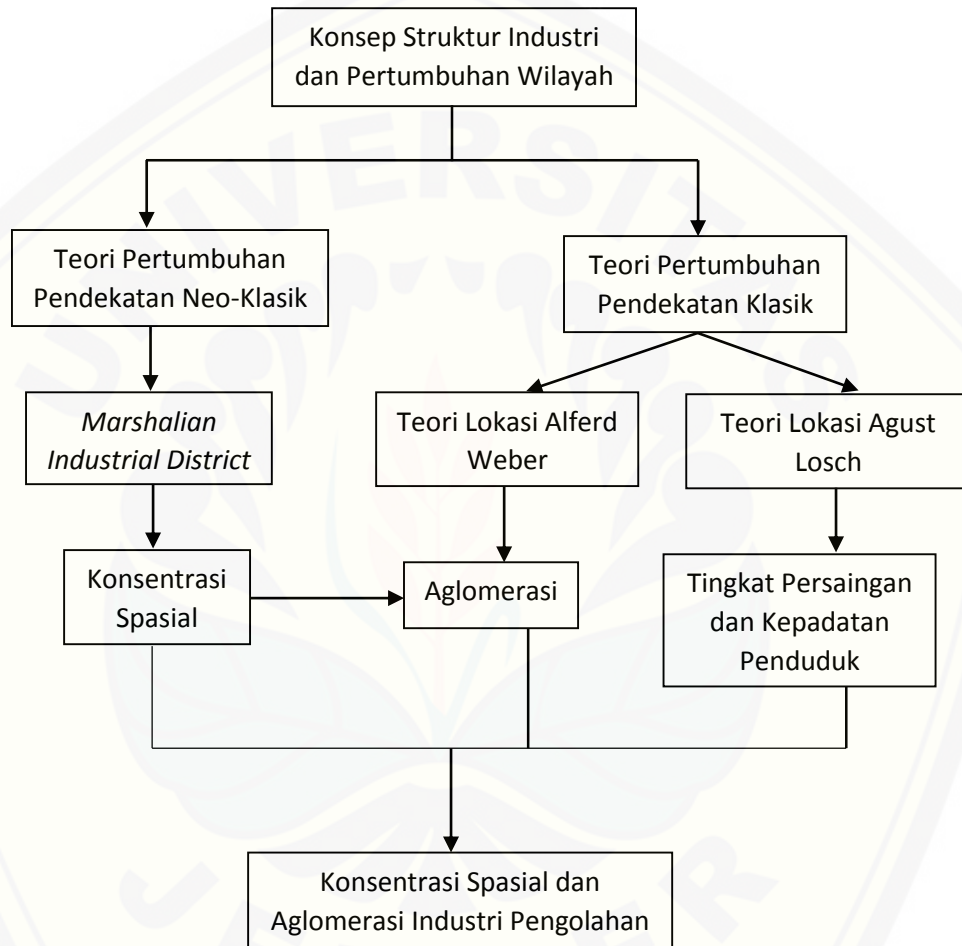 Konsep Struktur Industri
dan Pertumbuhan Wilayah
Teori Pertumbuhan
Pendekatan Neo-Klasik
Teori Pertumbuhan
Pendekatan Klasik
Marshalian
Industrial District
Teori Lokasi Alferd
Weber
Teori Lokasi Agust
Losch
Konsentrasi
Spasial
Aglomerasi
Tingkat Persaingan
dan Kepadatan
Penduduk
Konsentrasi Spasial dan
Aglomerasi Industri Pengolahan
UNIVERSITAS
JEMBER